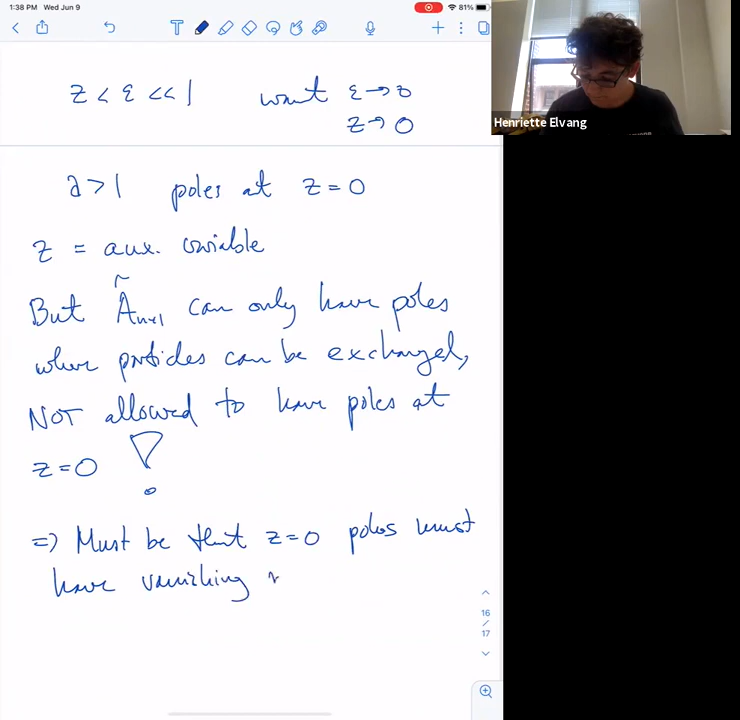 1:38 PM Wed Jun 9
81%
z < ε << 1 want ε → 0
z → 0
Henriette Elvang
a > 1 poles at z = 0
z = aux. variable
But Ã_{n+1} can only have poles
where particles can be exchanged,
NOT allowed to have poles at
z = 0 !
=> Must be that z = 0 poles must
have vanishing
16
/
17